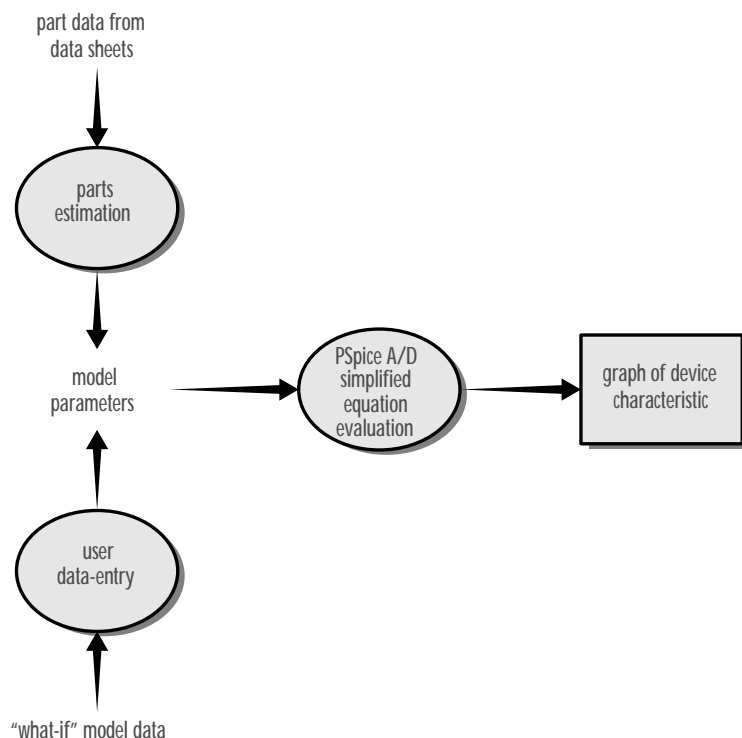 part data from
data sheets
parts
estimation
model
parameters
PSpice A/D
simplified
equation
evaluation
graph of device
characteristic
user
data-entry
“what-if” model data